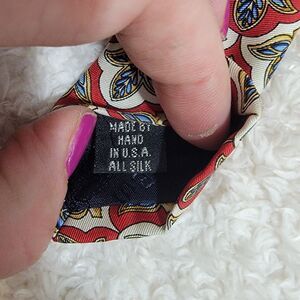 MADE BY
HAND
IN U.S.A.
ALL SILK